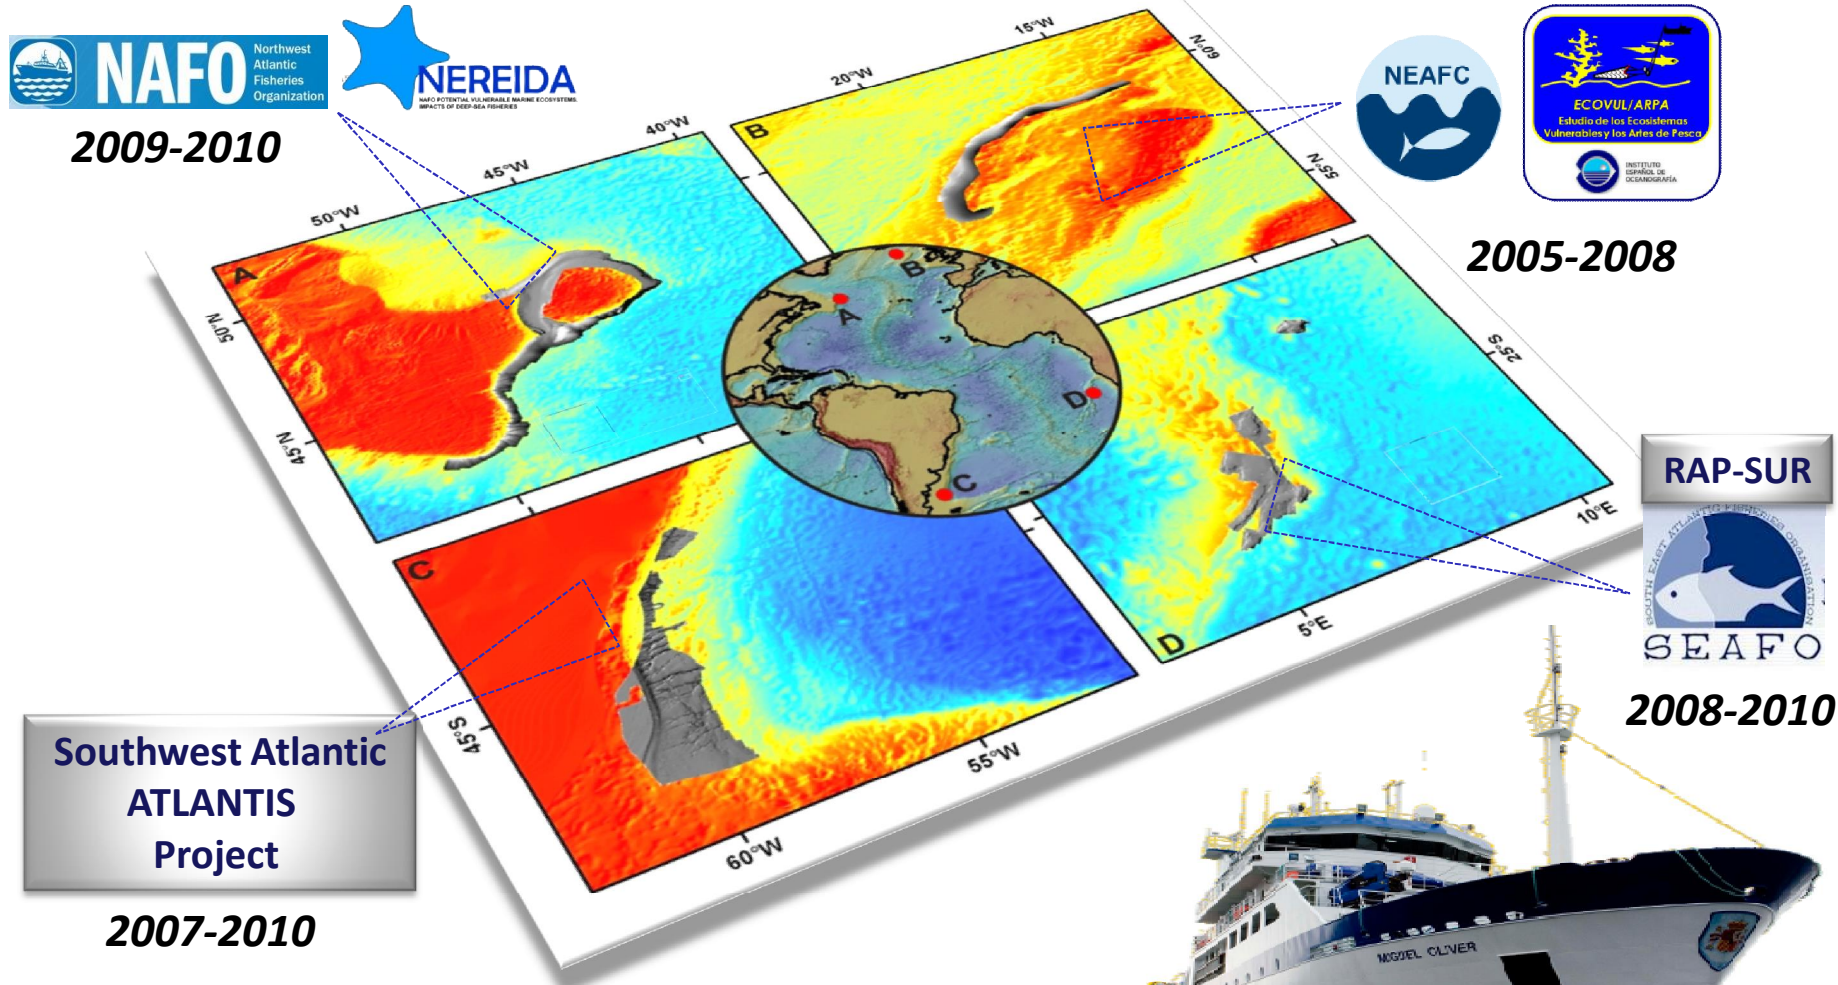 NAFO
Northwest
Atlantic
Fisheries
Organization
NEREIDA
NAFO POTENTIAL VULNERABLE MARINE ECOSYSTEMS.
IMPACTS OF DEEP-SEA FISHERIES
2009-2010
NEAFC
ECOVUL/ARPA
Estudio de los Ecosistemas
Vulnerables y los Artes de Pesca
INSTITUTO
ESPAÑOL DE
OCEANOGRAFÍA
2005-2008
15°W
20°W
60°N
55°N
B
40°W
45°W
50°W
A
50°N
45°N
B
A
D
C
25°S
10°E
5°E
D
C
45°S
55°W
60°W
RAP-SUR
SOUTH EAST ATLANTIC FISHERIES ORGANISATION
SEAFO
2008-2010
Southwest Atlantic
ATLANTIS
Project
2007-2010
MIGUEL OLIVER